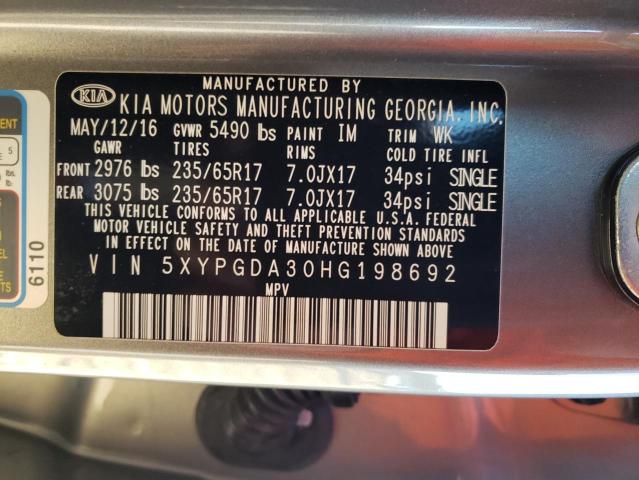 MANUFACTURED BY
KIA KIA MOTORS MANUFACTURING GEORGIA, INC.
MAY/12/16 GVWR 5490 lbs PAINT IM TRIM WK
GAWR TIRES RIMS COLD TIRE INFL
FRONT 2976 lbs 235/65R17 7.0JX17 34psi SINGLE
REAR 3075 lbs 235/65R17 7.0JX17 34psi SINGLE
THIS VEHICLE CONFORMS TO ALL APPLICABLE U.S.A. FEDERAL
MOTOR VEHICLE SAFETY AND THEFT PREVENTION STANDARDS
IN EFFECT ON THE DATE OF MANUFACTURE SHOWN ABOVE
VIN 5XYPGDA30HG198692
MPV
5
6110